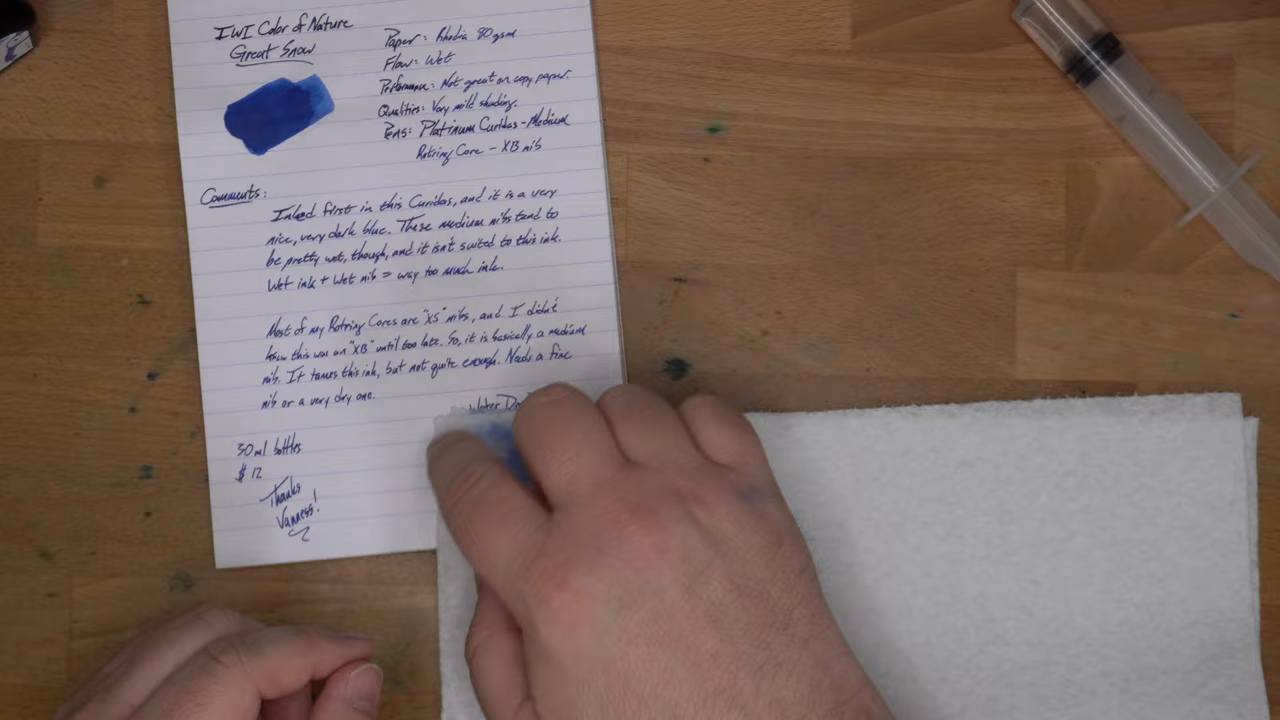 IWI Color of Nature
Great Snow
Paper: Rhodia 80gsm
Flow: Wet
Performance: Not great on copy paper.
Qualities: Very mild shading.
Pens: Platinum Curidas - Medium
Rotring Core - XB nib
Comments:
Inked first in this Curidas, and it is a very
nice, very dark blue. These medium nibs tend to
be pretty wet, though, and it isn't suited to this ink.
Wet ink + Wet nib = way too much ink.
Most of my Rotring Cores are "XS" nibs, and I didn't
know this was an "XB" until too late. So, it is basically a medium
nib. It tames this ink, but not quite enough. Needs a fine
nib or a very dry one.
Water
30ml bottles
$12
Thanks
Vanness!